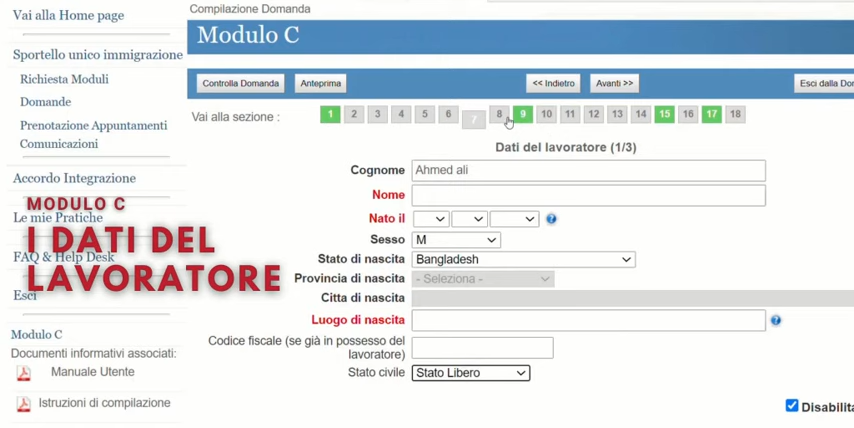 Vai alla Home page
Sportello unico immigrazione
Richiesta Moduli
Domande
Prenotazione Appuntamenti
Comunicazioni
Accordo Integrazione
MODULO C
Le mie Pratiche
I DATI DEL
FAQ & Help Desk
LAVORATORE
Esci
Modulo C
Documenti informativi associati:
Manuale Utente
Istruzioni di compilazione
Compilazione Domanda
Modulo C
Controlla Domanda Anteprima << Indietro Avanti >> Esci dalla Dom
Vai alla sezione : 1 2 3 4 5 6 7 8 9 10 11 12 13 14 15 16 17 18
Dati del lavoratore (1/3)
Cognome Ahmed ali
Nome
Nato il
Sesso M
Stato di nascita Bangladesh
Provincia di nascita - Seleziona -
Citta di nascita
Luogo di nascita
Codice fiscale (se già in possesso del
lavoratore)
Stato civile Stato Libero
Disabilita